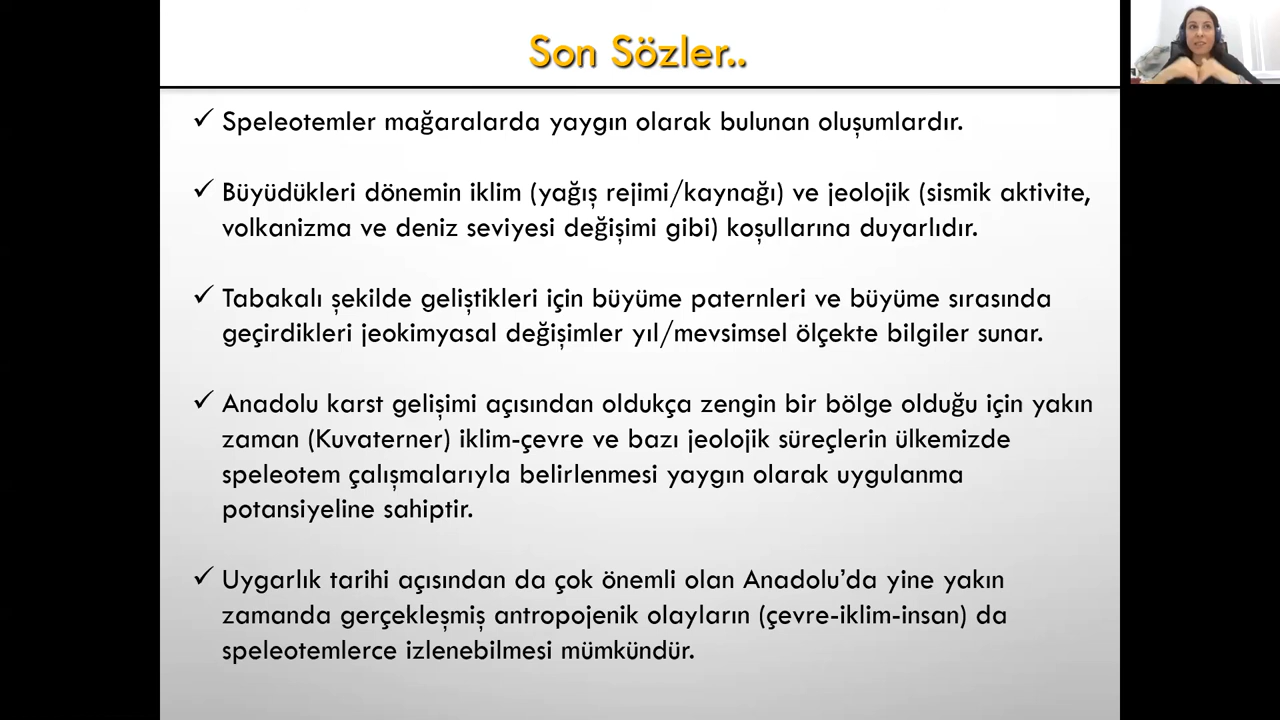 Son Sözler..
✓ Speleotemler mağaralarda yaygın olarak bulunan oluşumlardır.
✓ Büyüdükleri dönemin iklim (yağış rejimi/kaynağı) ve jeolojik (sismik aktivite,
volkanizma ve deniz seviyesi değişimi gibi) koşullarına duyarlıdır.
✓ Tabakalı şekilde geliştikleri için büyüme paternleri ve büyüme sırasında
geçirdikleri jeokimyasal değişimler yıl/mevsimsel ölçekte bilgiler sunar.
✓ Anadolu karst gelişimi açısından oldukça zengin bir bölge olduğu için yakın
zaman (Kuvaterner) iklim-çevre ve bazı jeolojik süreçlerin ülkemizde
speleotem çalışmalarıyla belirlenmesi yaygın olarak uygulanma
potansiyeline sahiptir.
✓ Uygarlık tarihi açısından da çok önemli olan Anadolu’da yine yakın
zamanda gerçekleşmiş antropojenik olayların (çevre-iklim-insan) da
speleotemlerce izlenebilmesi mümkündür.